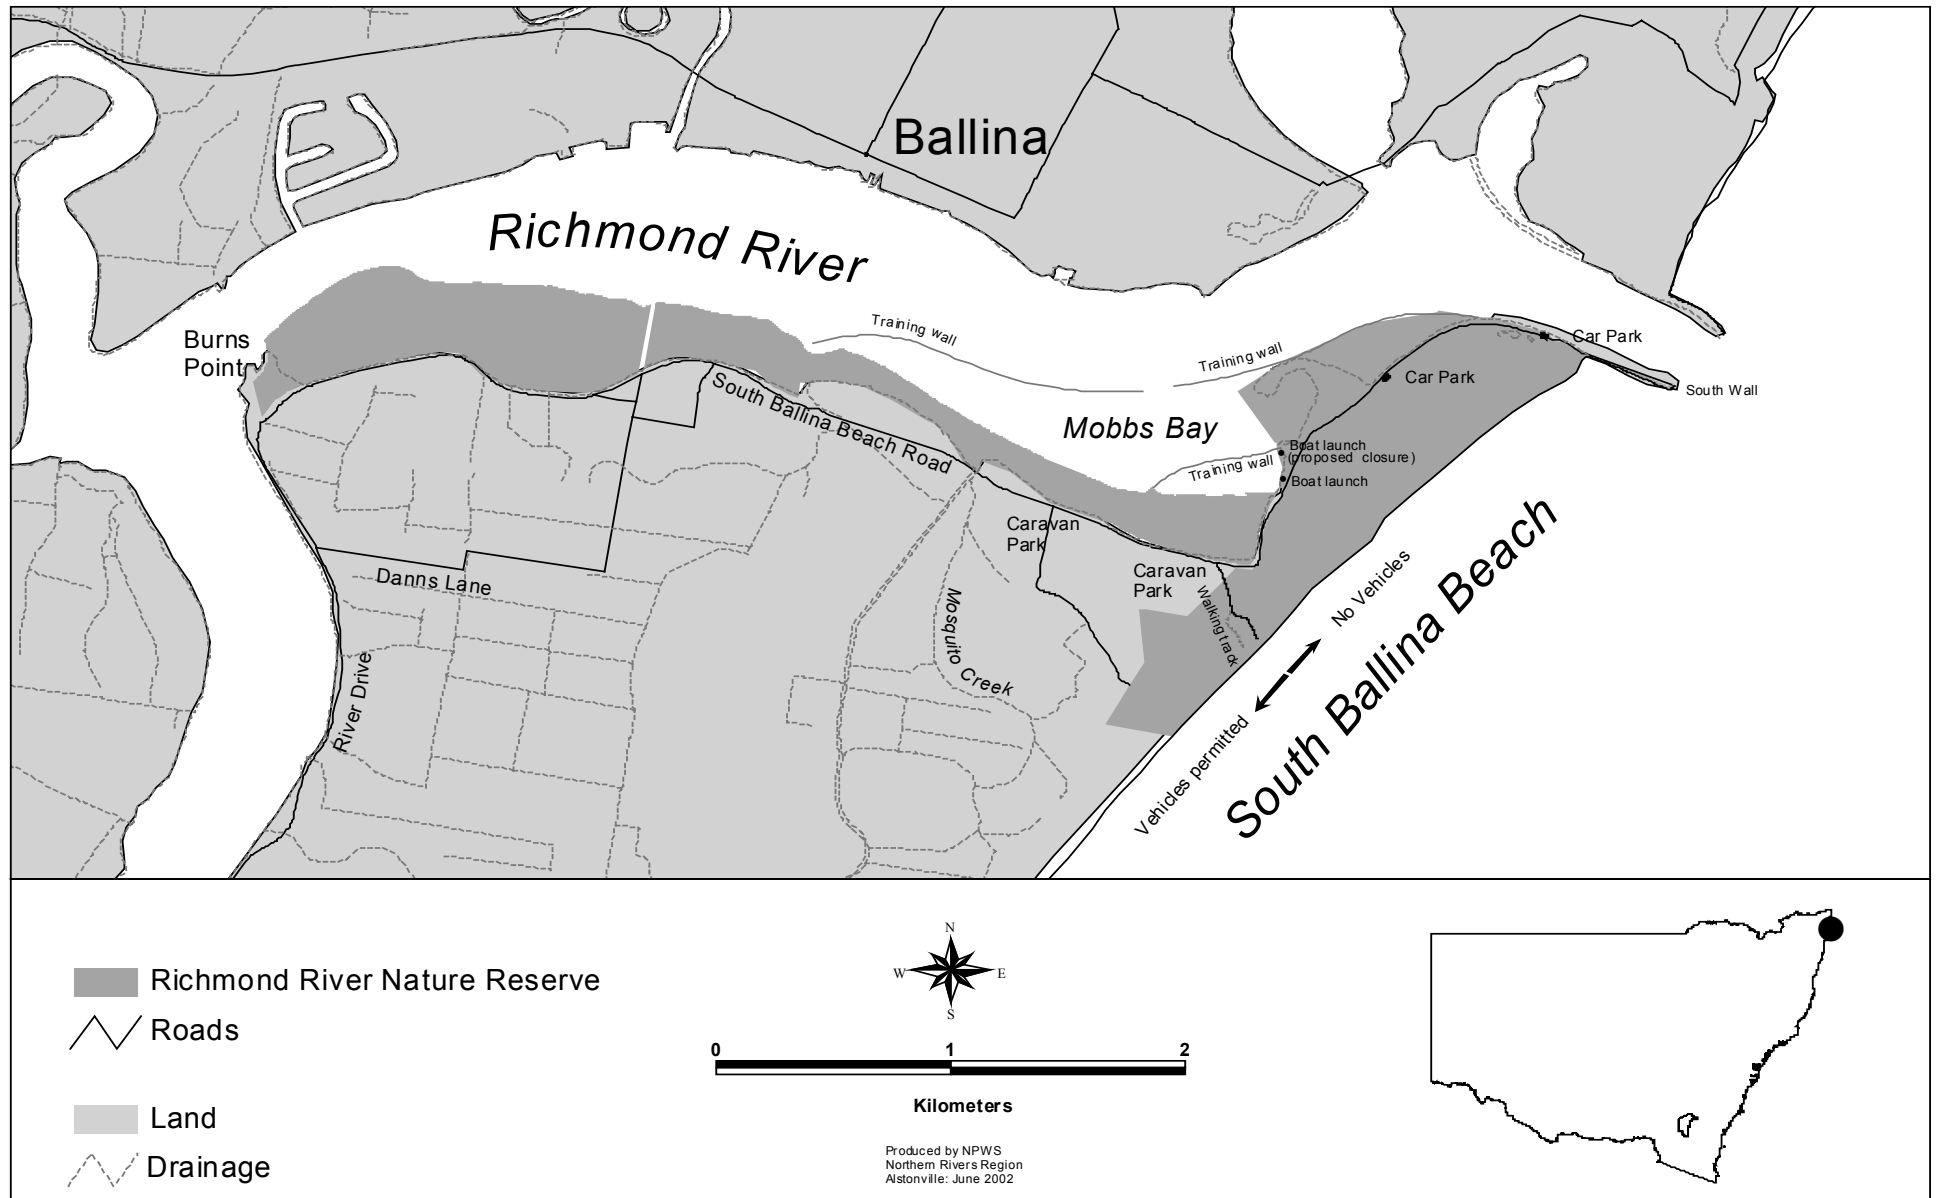 Ballina
Richmond River
Burns
Point
Training wall
Training wall
Car Park
Car Park
South Wall
South Ballina Beach Road
Mobbs Bay
Boat launch
(proposed closure)
Training wall
Boat launch
Caravan
Park
Caravan
Park
Danns Lane
Mosquito Creek
Walking track
No Vehicles
River Drive
Vehicles permitted
South Ballina Beach
Richmond River Nature Reserve
Roads
Land
Drainage
N
W
E
S
0 1 2
Kilometers
Produced by NPWS
Northern Rivers Region
Alstonville: June 2002